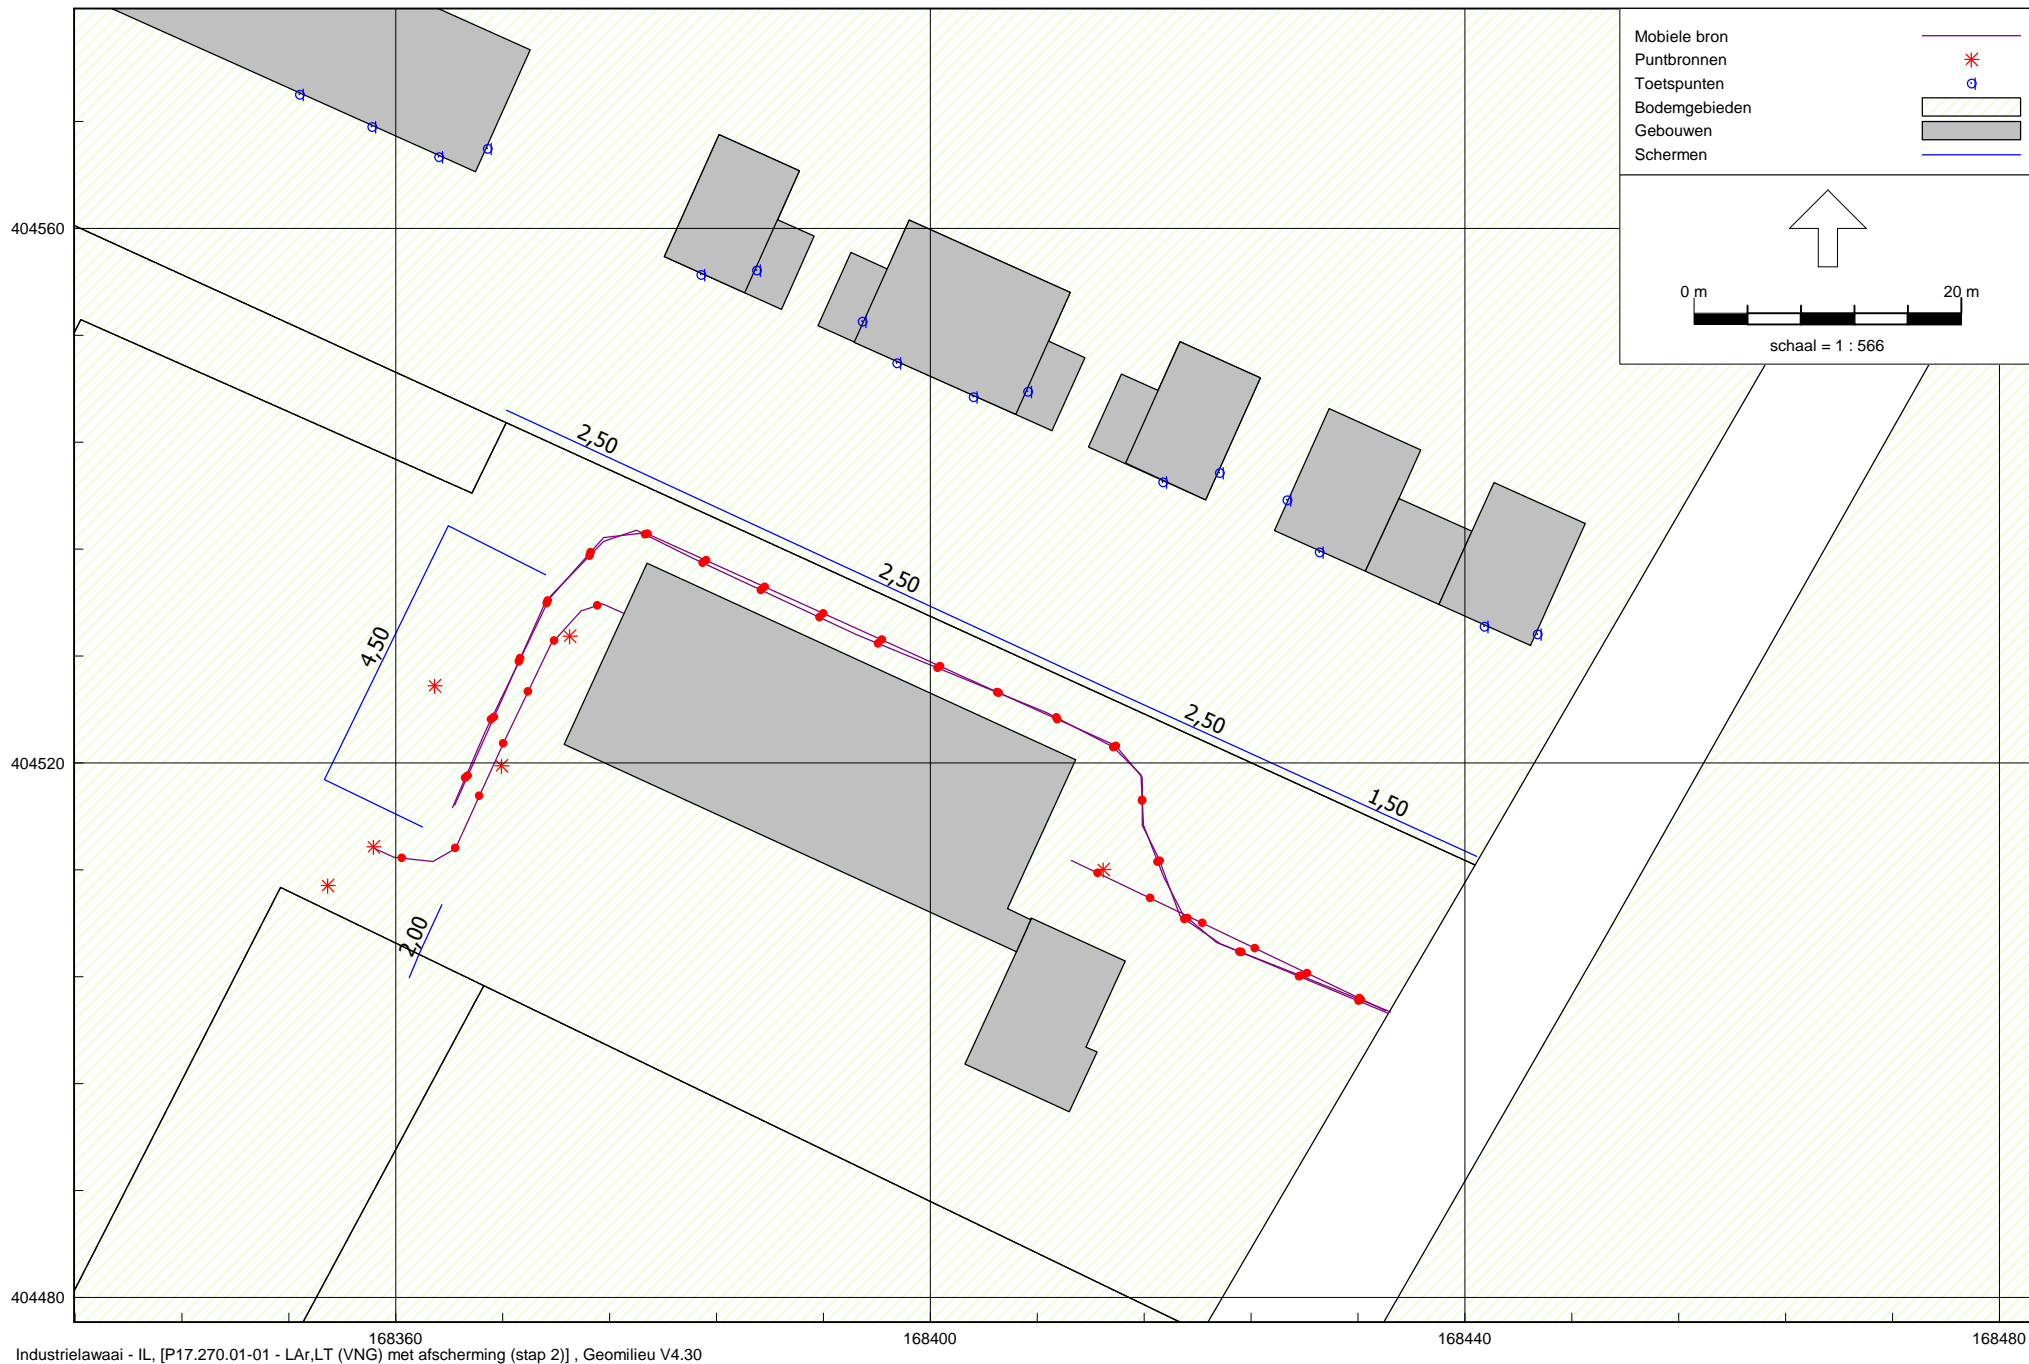 Mobiele bron
Puntbronnen
Toetspunten
Bodemgebieden
Gebouwen
Schermen
0 m
20 m
schaal = 1 : 566
404560
404520
404480
2,50
2,50
2,50
1,50
4,50
2,00
168360
168400
168440
168480
Industrielawaai - IL, [P17.270.01-01 - LAr,LT (VNG) met afscherming (stap 2)] , Geomilieu V4.30